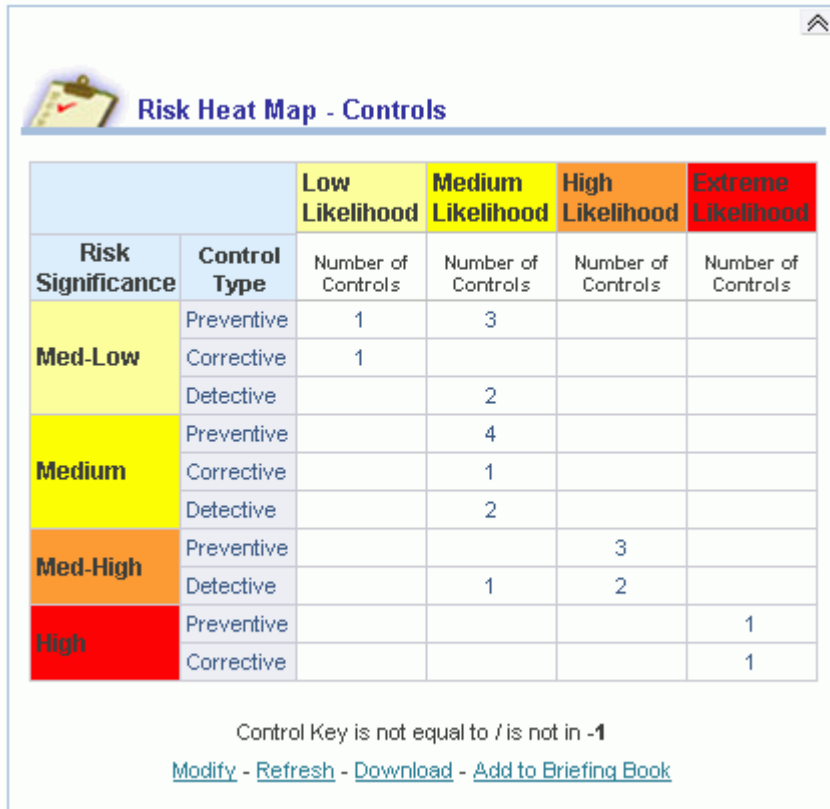 Risk Heat Map - Controls
Low Likelihood Medium Likelihood High Likelihood Extreme Likelihood
Risk Significance Control Type Number of Controls Number of Controls Number of Controls Number of Controls
Med-Low Preventive 1 3
Corrective 1
Detective 2
Medium Preventive 4
Corrective 1
Detective 2
Med-High Preventive 3
Detective 1 2
High Preventive 1
Corrective 1
Control Key is not equal to / is not in -1
Modify - Refresh - Download - Add to Briefing Book